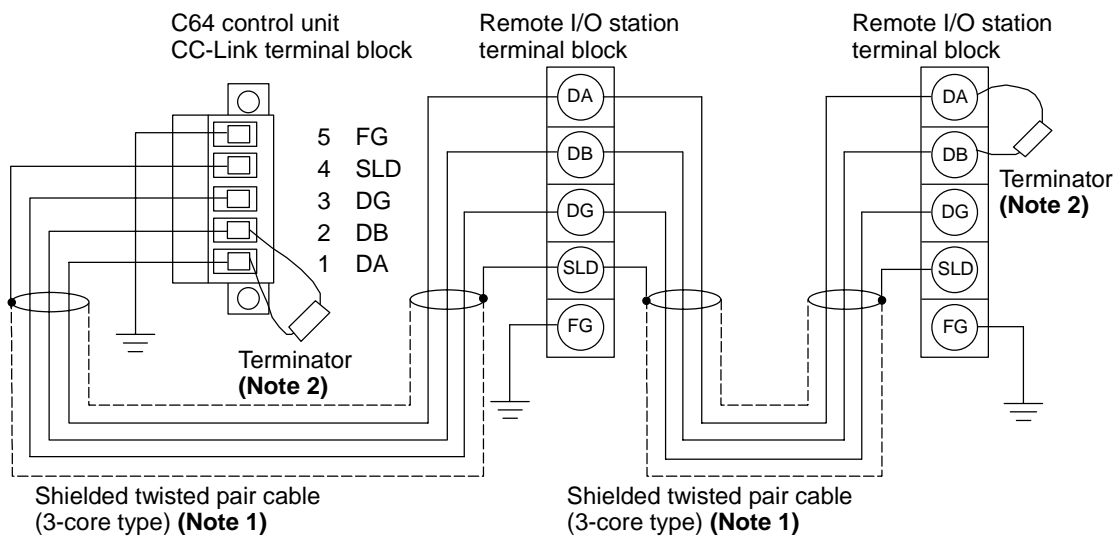 C64 control unit
CC-Link terminal block
Remote I/O station
terminal block
Remote I/O station
terminal block
5 FG
4 SLD
3 DG
2 DB
1 DA
DA
DB
DG
SLD
FG
DA
DB
DG
SLD
FG
Terminator
(Note 2)
Terminator
(Note 2)
Shielded twisted pair cable
(3-core type) (Note 1)
Shielded twisted pair cable
(3-core type) (Note 1)